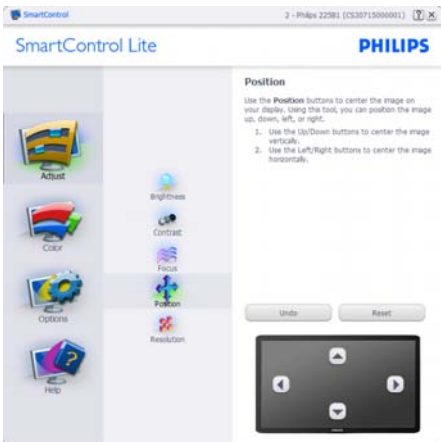 SmartControl
2 - Philips 225B1 (CS30715000001)
SmartControl Lite
PHILIPS
Adjust
Color
Options
Help
Brightness
Contrast
Focus
Position
Resolution
Position
Use the Position buttons to center the image on
your display. Using this tool, you can position the image
up, down, left, or right.
1. Use the Up/Down buttons to center the image
vertically.
2. Use the Left/Right buttons to center the image
horizontally.
Undo
Reset